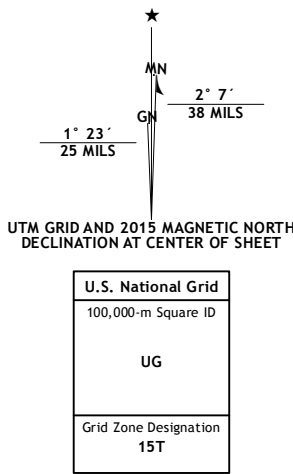 ★
MN
GN
2° 7´
38 MILS
1° 23´
25 MILS
UTM GRID AND 2015 MAGNETIC NORTH
DECLINATION AT CENTER OF SHEET
U.S. National Grid
100,000-m Square ID
UG
Grid Zone Designation
15T